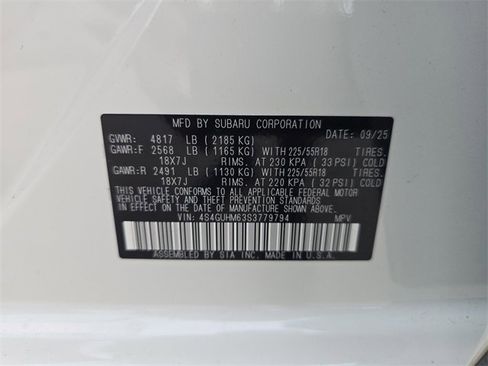 MFD BY SUBARU CORPORATION
DATE: 09/25
GVWR: 4817 LB (2185 KG)
GAWR:F 2568 LB (1165 KG) WITH 225/55R18 TIRES.
18X7J RIMS. AT 230 KPA (33 PSI) COLD
GAWR:R 2491 LB (1130 KG) WITH 225/55R18 TIRES.
18X7J RIMS. AT 220 KPA (32 PSI) COLD
THIS VEHICLE CONFORMS TO ALL APPLICABLE FEDERAL MOTOR
VEHICLE SAFETY, BUMPER, AND THEFT PREVENTION STANDARDS
IN EFFECT ON THE DATE OF MANUFACTURE SHOWN ABOVE.
VIN: 4S4GUHM63S3779794 MPV
ASSEMBLED BY SIA INC. MADE IN U.S.A.